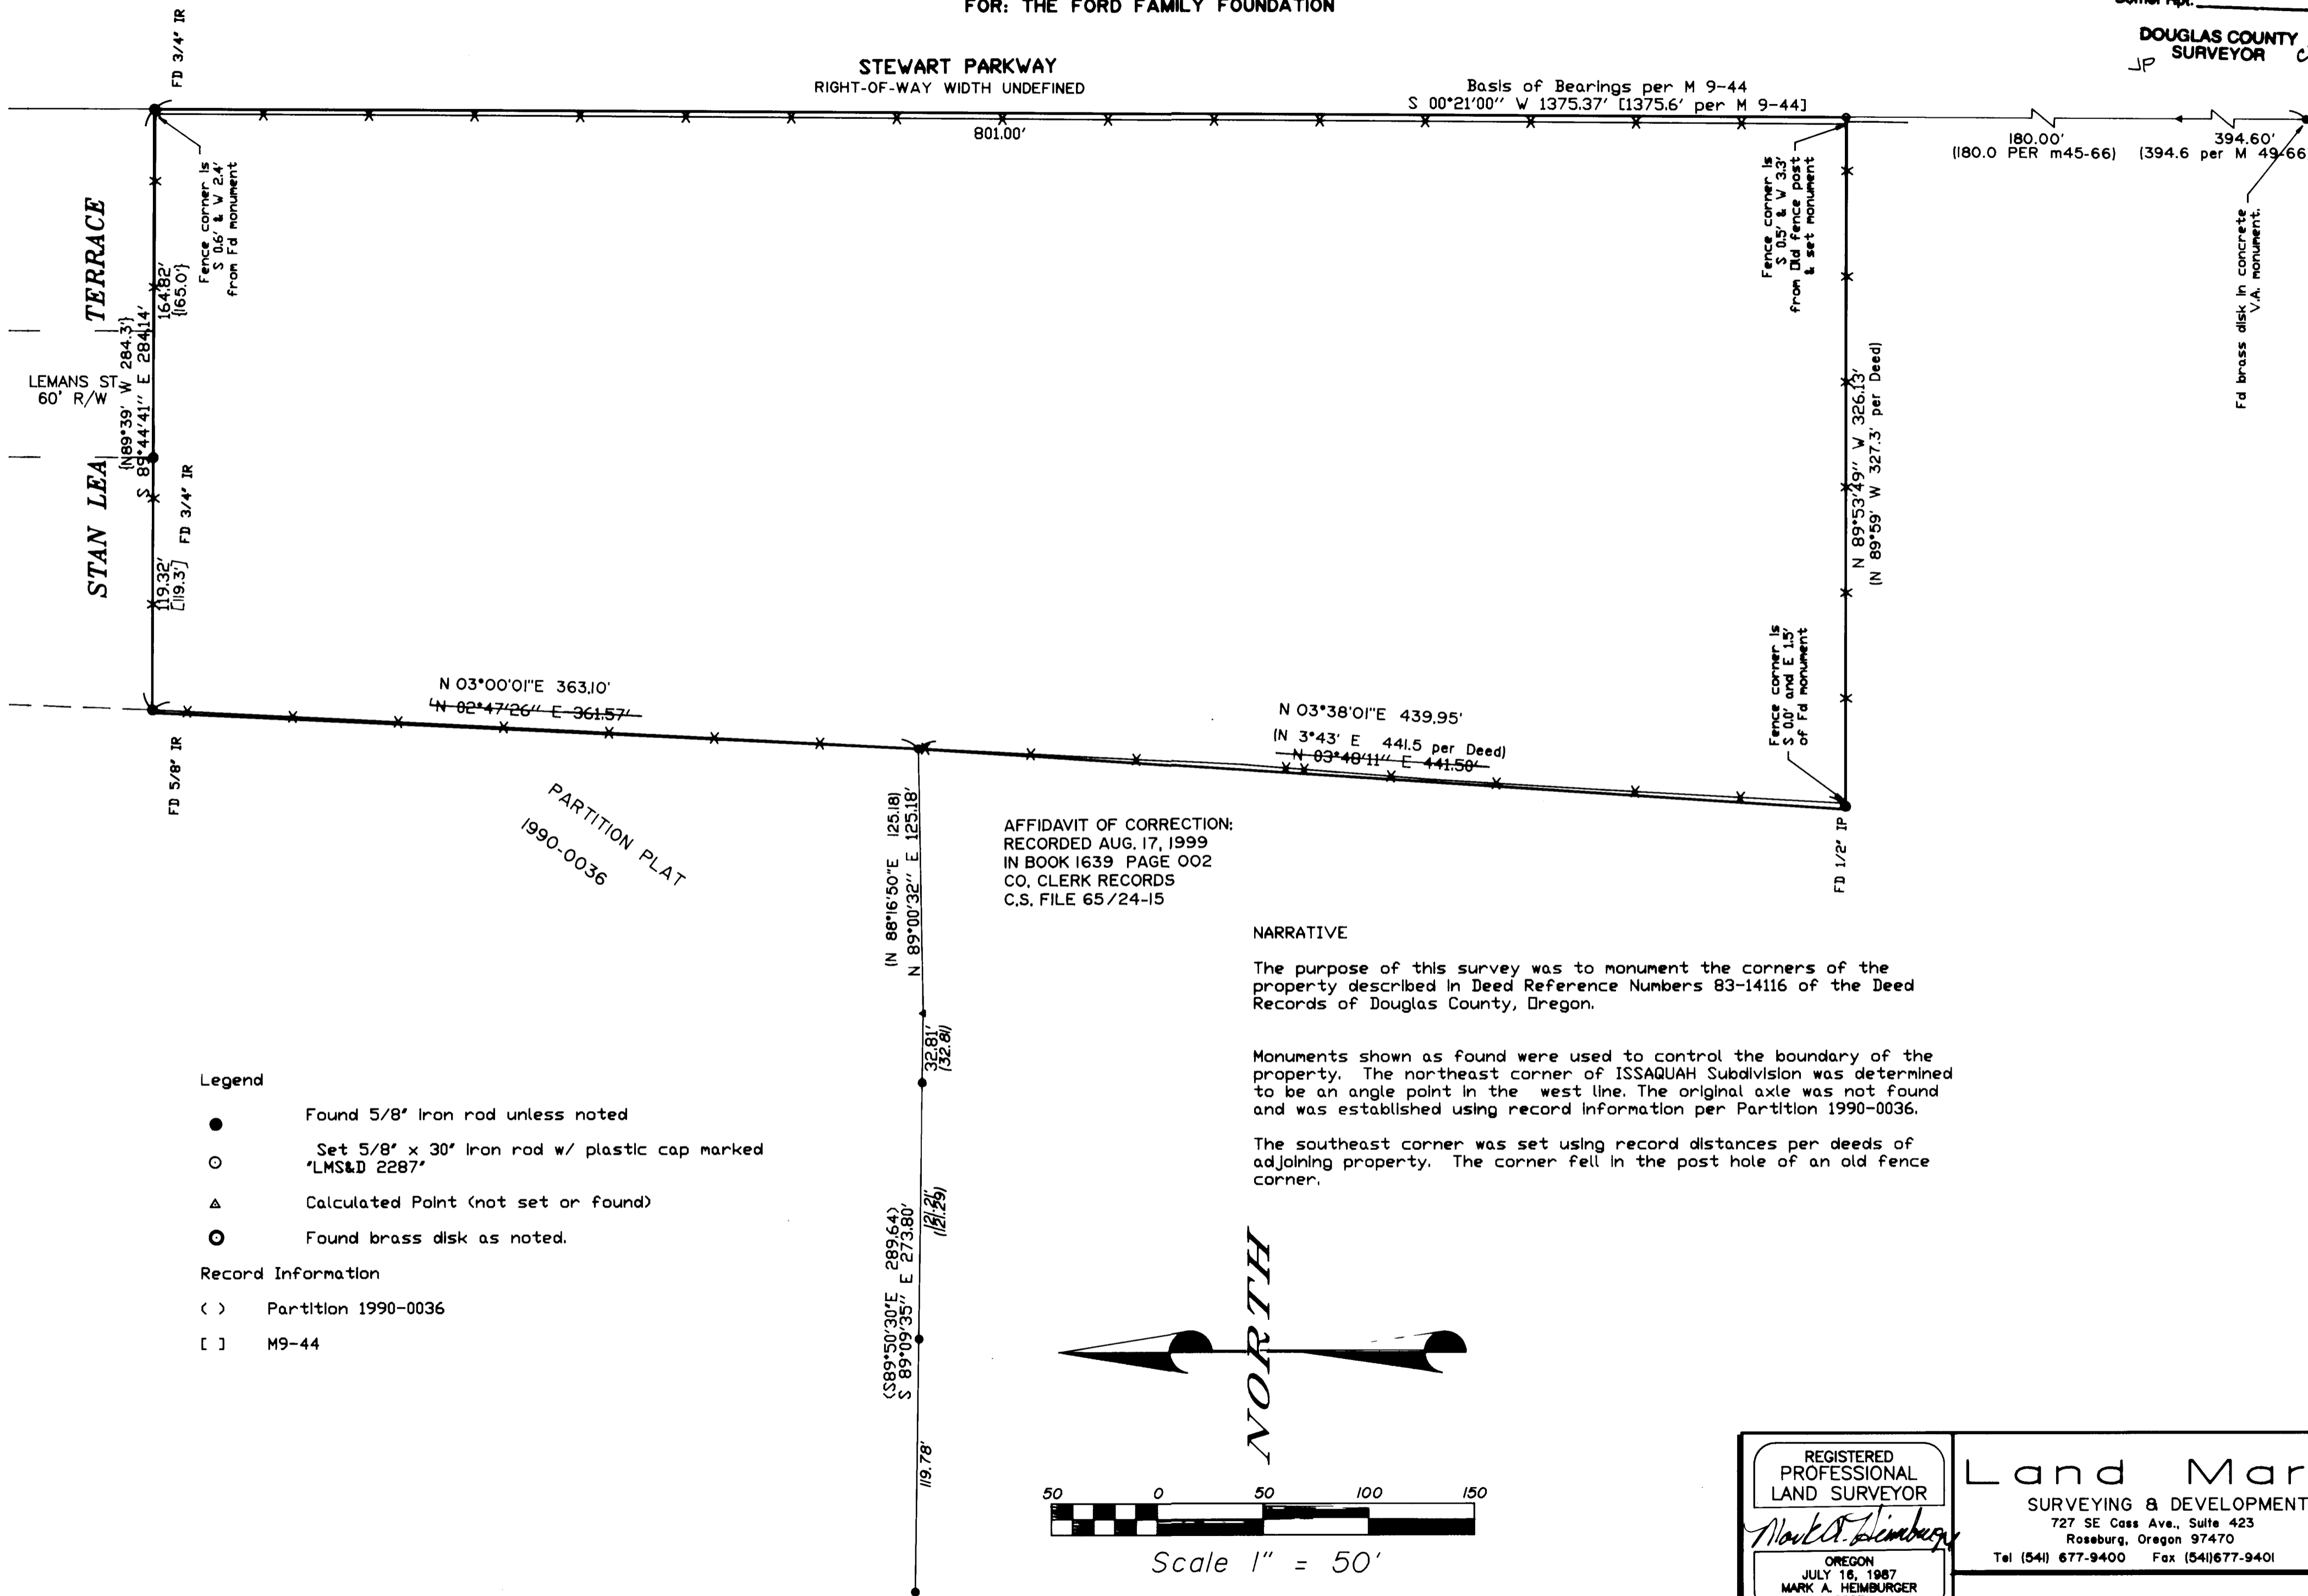 FOR: THE FORD FAMILY FOUNDATION
DOUGLAS COUNTY
SURVEYOR
JP
STEWART PARKWAY
RIGHT-OF-WAY WIDTH UNDEFINED
Basis of Bearings per M 9-44
S 00°21'00'' W 1375.37' [1375.6' per M 9-44]
801.00'
180.00'
(180.0 PER m45-66)
394.60'
(394.6 per M 49-66
FD 3/4" IR
Fence corner is
S 0.6' & W 2.4'
from Fd monument
Fence corner is
S 0.5' & W 3.3'
from Old fence post
& set monument
Fd brass disk in concrete
V.A. monument.
STAN LEA TERRACE
LEMANS ST.
60' R/W
{N89°39' W 284.3'}
S 89°44'41'' E 284.14'
164.82'
{165.0'}
FD 3/4" IR
119.32'
[119.3']
N 89°53'49'' W 326.13'
(N 89°59' W 327.3' per Deed)
Fence corner is
S 0.0' and E 1.5'
of Fd monument
N 03°00'01"E 363.10'
N 02°47'26'' E 361.57'
N 03°38'01"E 439.95'
(N 3°43' E 441.5 per Deed)
N 03°48'11'' E 441.50'
FD 5/8" IR
FD 1/2" IP
PARTITION PLAT
1990-0036
(N 88°16'50"E 125.18)
N 89°00'32'' E 125.18'
AFFIDAVIT OF CORRECTION:
RECORDED AUG. 17, 1999
IN BOOK 1639 PAGE 002
CO. CLERK RECORDS
C.S. FILE 65/24-15
NARRATIVE
The purpose of this survey was to monument the corners of the
property described in Deed Reference Numbers 83-14116 of the Deed
Records of Douglas County, Oregon.
Monuments shown as found were used to control the boundary of the
property. The northeast corner of ISSAQUAH Subdivision was determined
to be an angle point in the west line. The original axle was not found
and was established using record information per Partition 1990-0036.
The southeast corner was set using record distances per deeds of
adjoining property. The corner fell in the post hole of an old fence
corner.
32.81'
(32.81)
121.21'
(121.29)
(S89°50'30"E 289.64)
S 89°09'35'' E 273.80'
119.78'
Legend
Found 5/8" Iron rod unless noted
Set 5/8" x 30" Iron rod w/ plastic cap marked
"LMS&D 2287"
Calculated Point (not set or found)
Found brass disk as noted.
Record Information
( ) Partition 1990-0036
[ ] M9-44
NORTH
50 0 50 100 150
Scale 1" = 50'
REGISTERED
PROFESSIONAL
LAND SURVEYOR
Mark A. Heimburger
OREGON
JULY 16, 1987
MARK A. HEIMBURGER
Land Mar
SURVEYING & DEVELOPMENT
727 SE Cass Ave., Suite 423
Roseburg, Oregon 97470
Tel (541) 677-9400 Fax (541)677-9401